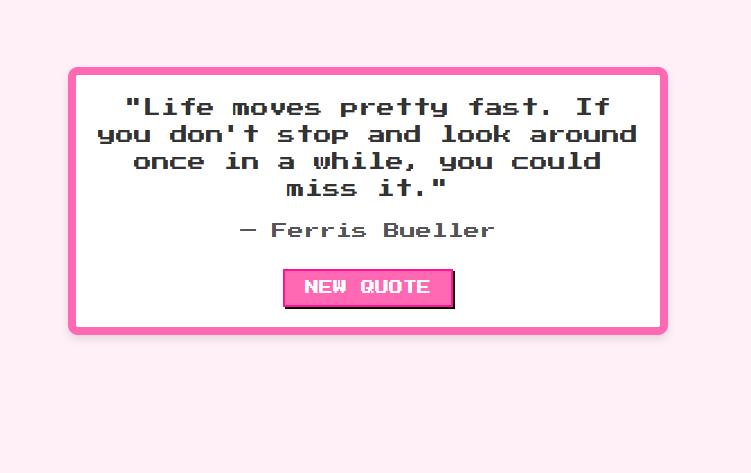 "Life moves pretty fast. If
you don't stop and look around
once in a while, you could
miss it."
— Ferris Bueller
NEW QUOTE